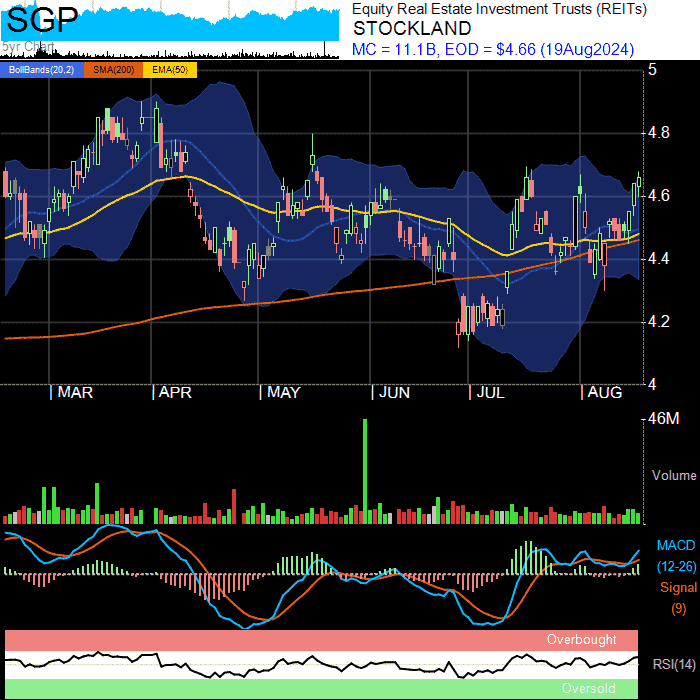 SGP
5yr Chart
Equity Real Estate Investment Trusts (REITs)
STOCKLAND
MC = 11.1B, EOD = $4.66 (19Aug2024)
BollBands(20,2) SMA(200) EMA(50)
5
4.8
4.6
4.4
4.2
4
MAR APR MAY JUN JUL AUG
46M
Volume
MACD
(12-26)
Signal
(9)
Overbought
RSI(14)
Oversold